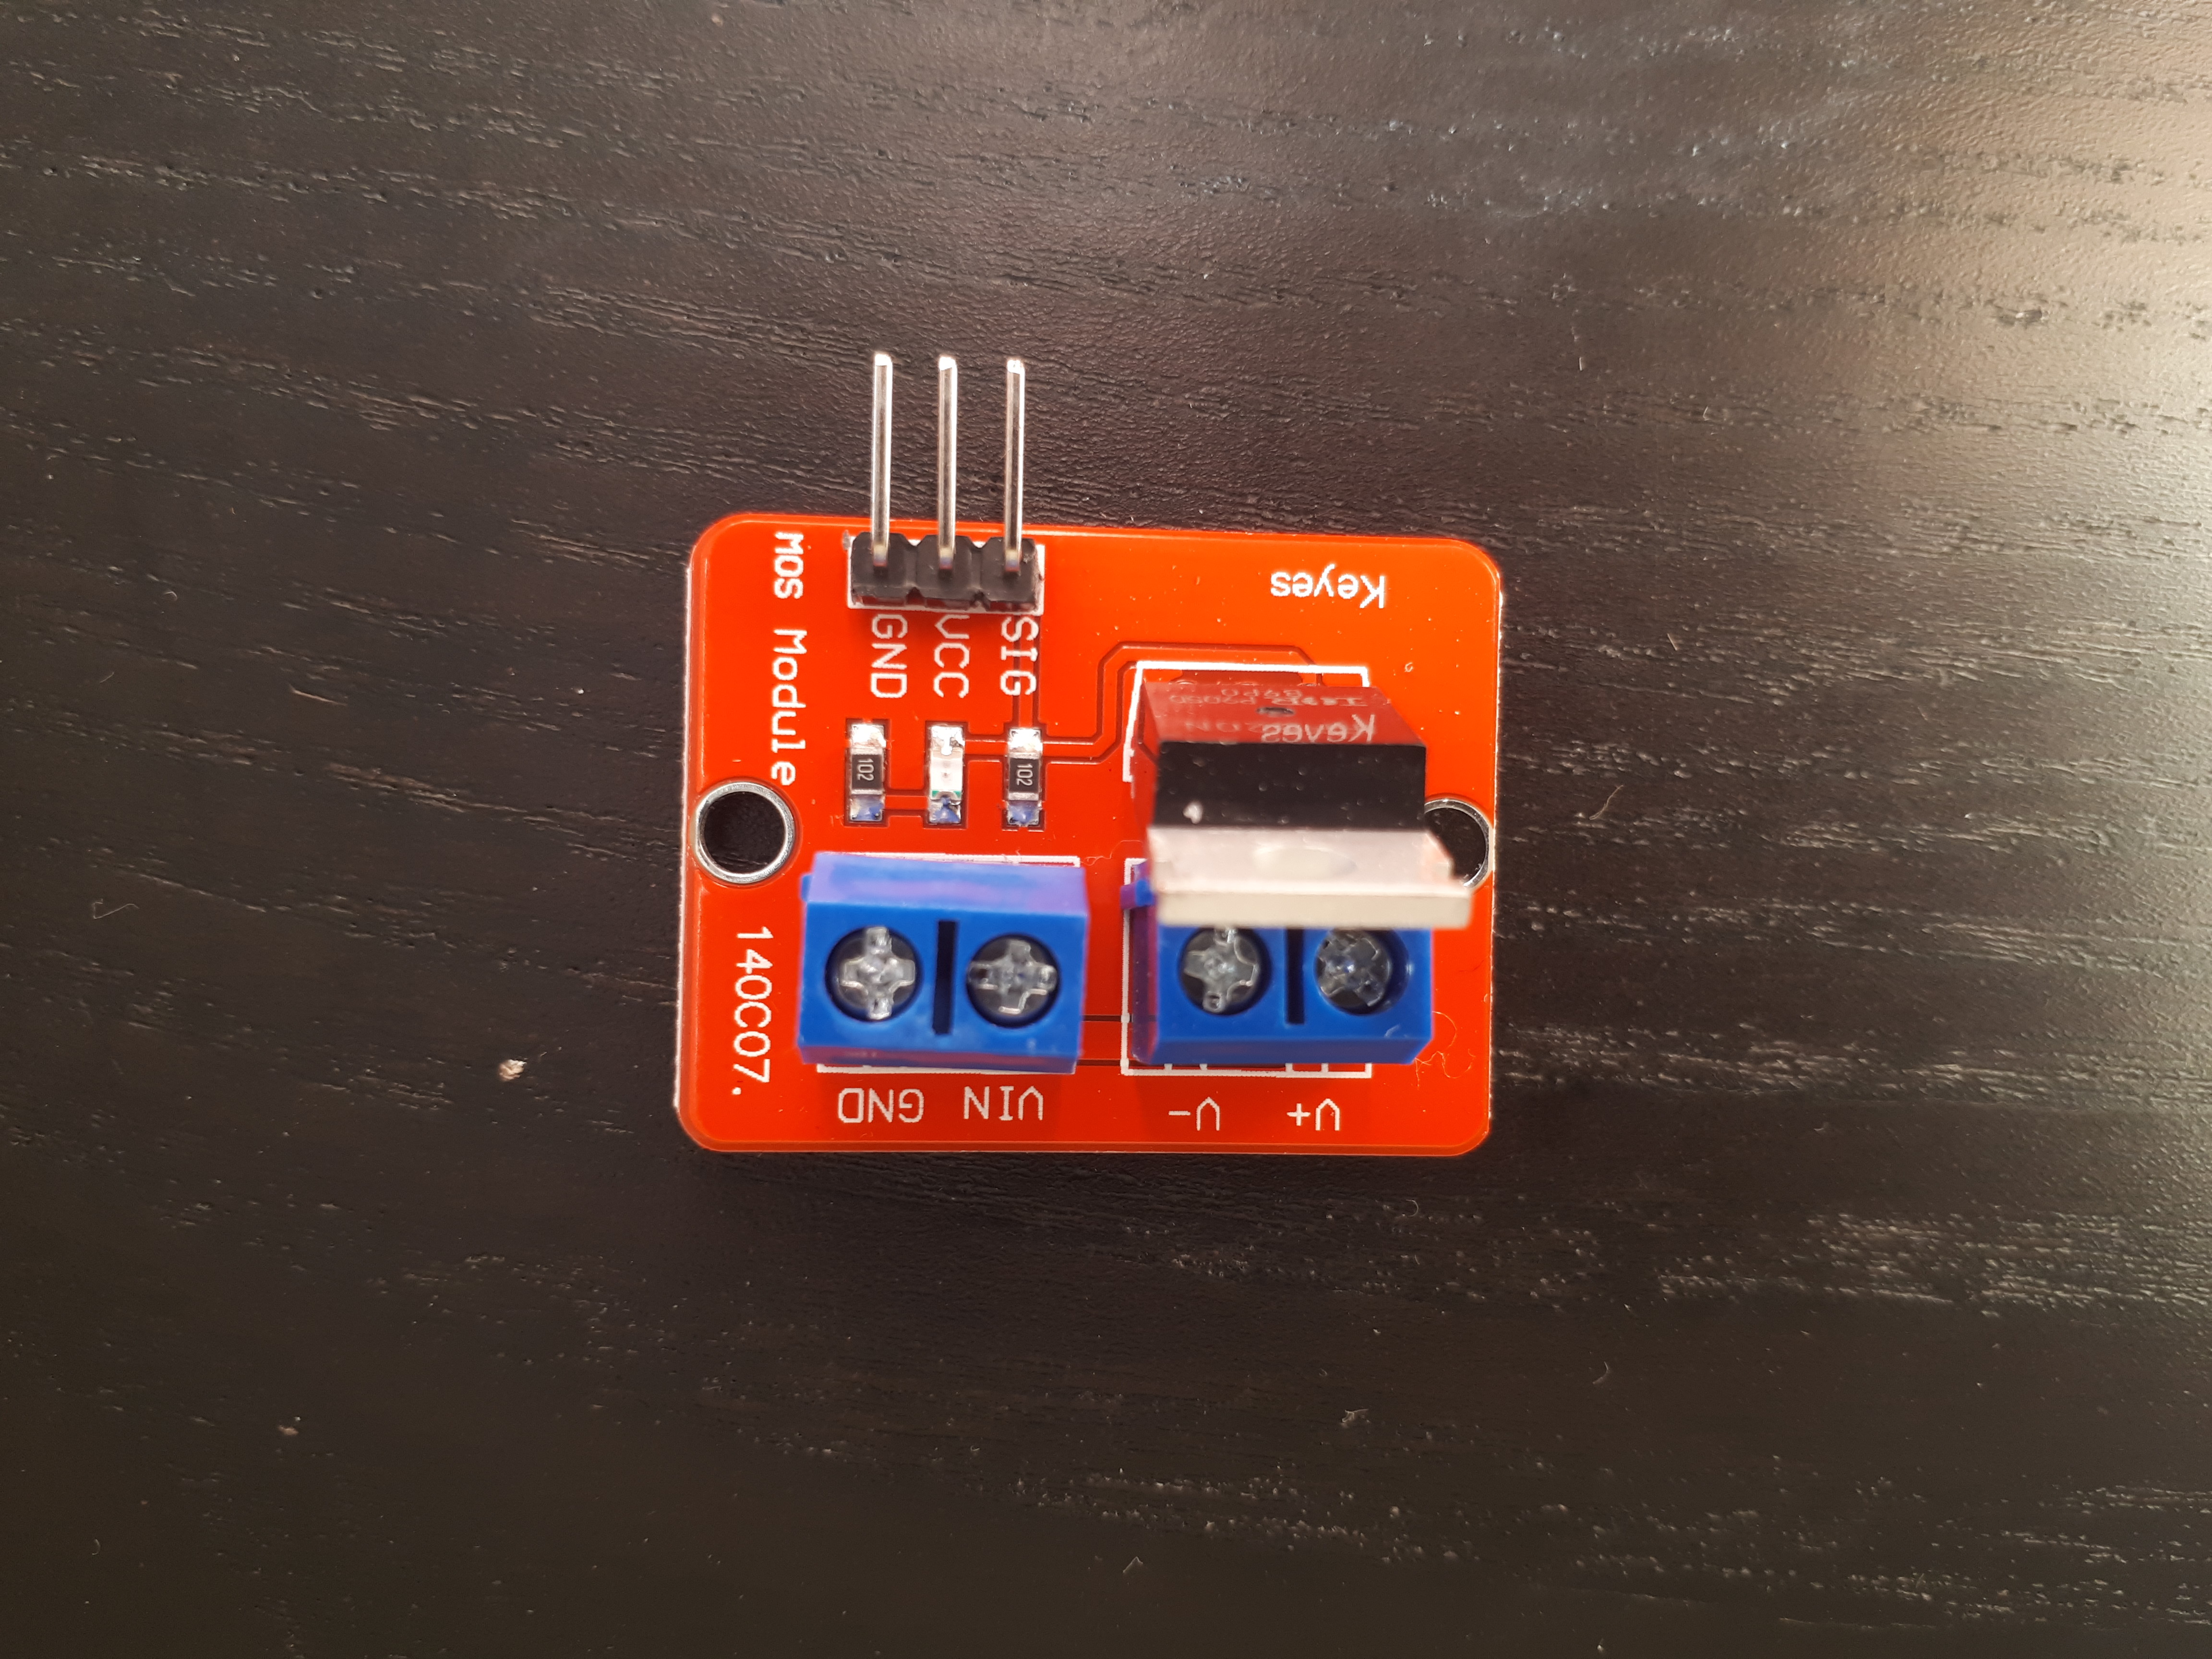 140C07.
MOS Module
GND
VCC
SIG
102
102
VIN GND
V+ V-
Keyes